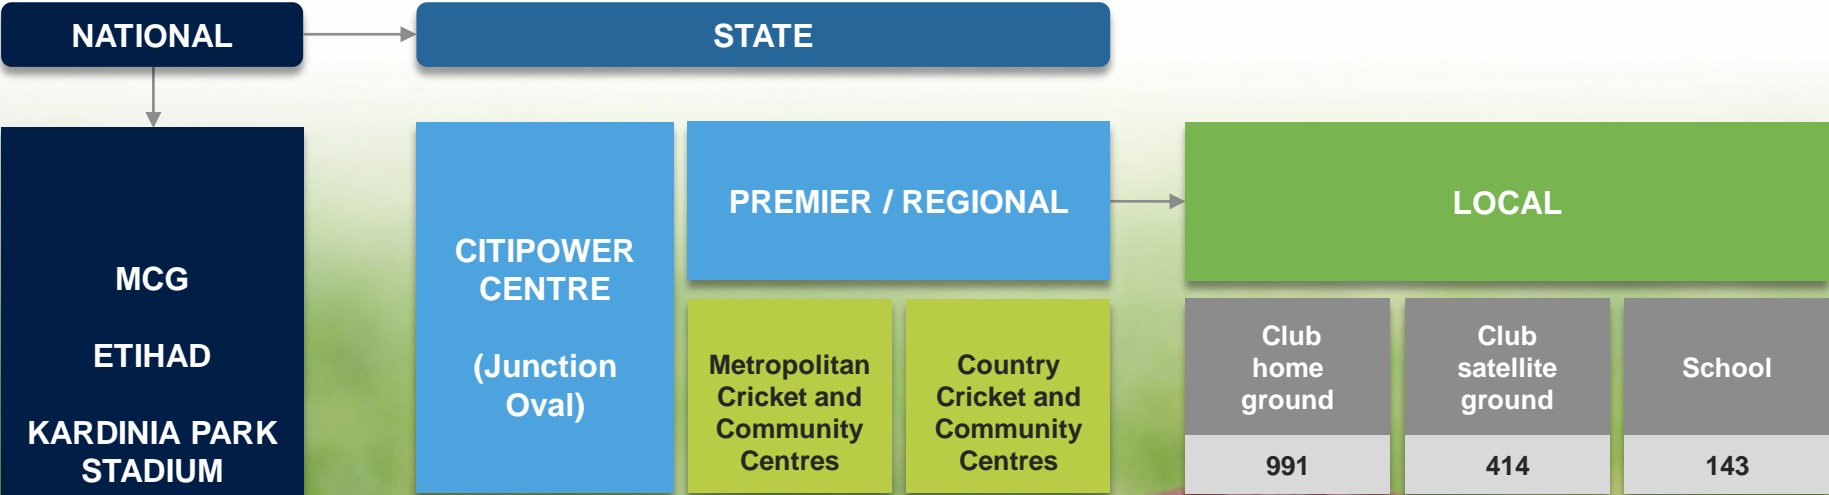 NATIONAL
STATE
MCG
ETIHAD
KARDINIA PARK
STADIUM
CITIPOWER
CENTRE
(Junction
Oval)
PREMIER / REGIONAL
Metropolitan
Cricket and
Community
Centres
Country
Cricket and
Community
Centres
LOCAL
Club
home
ground
991
Club
satellite
ground
414
School
143